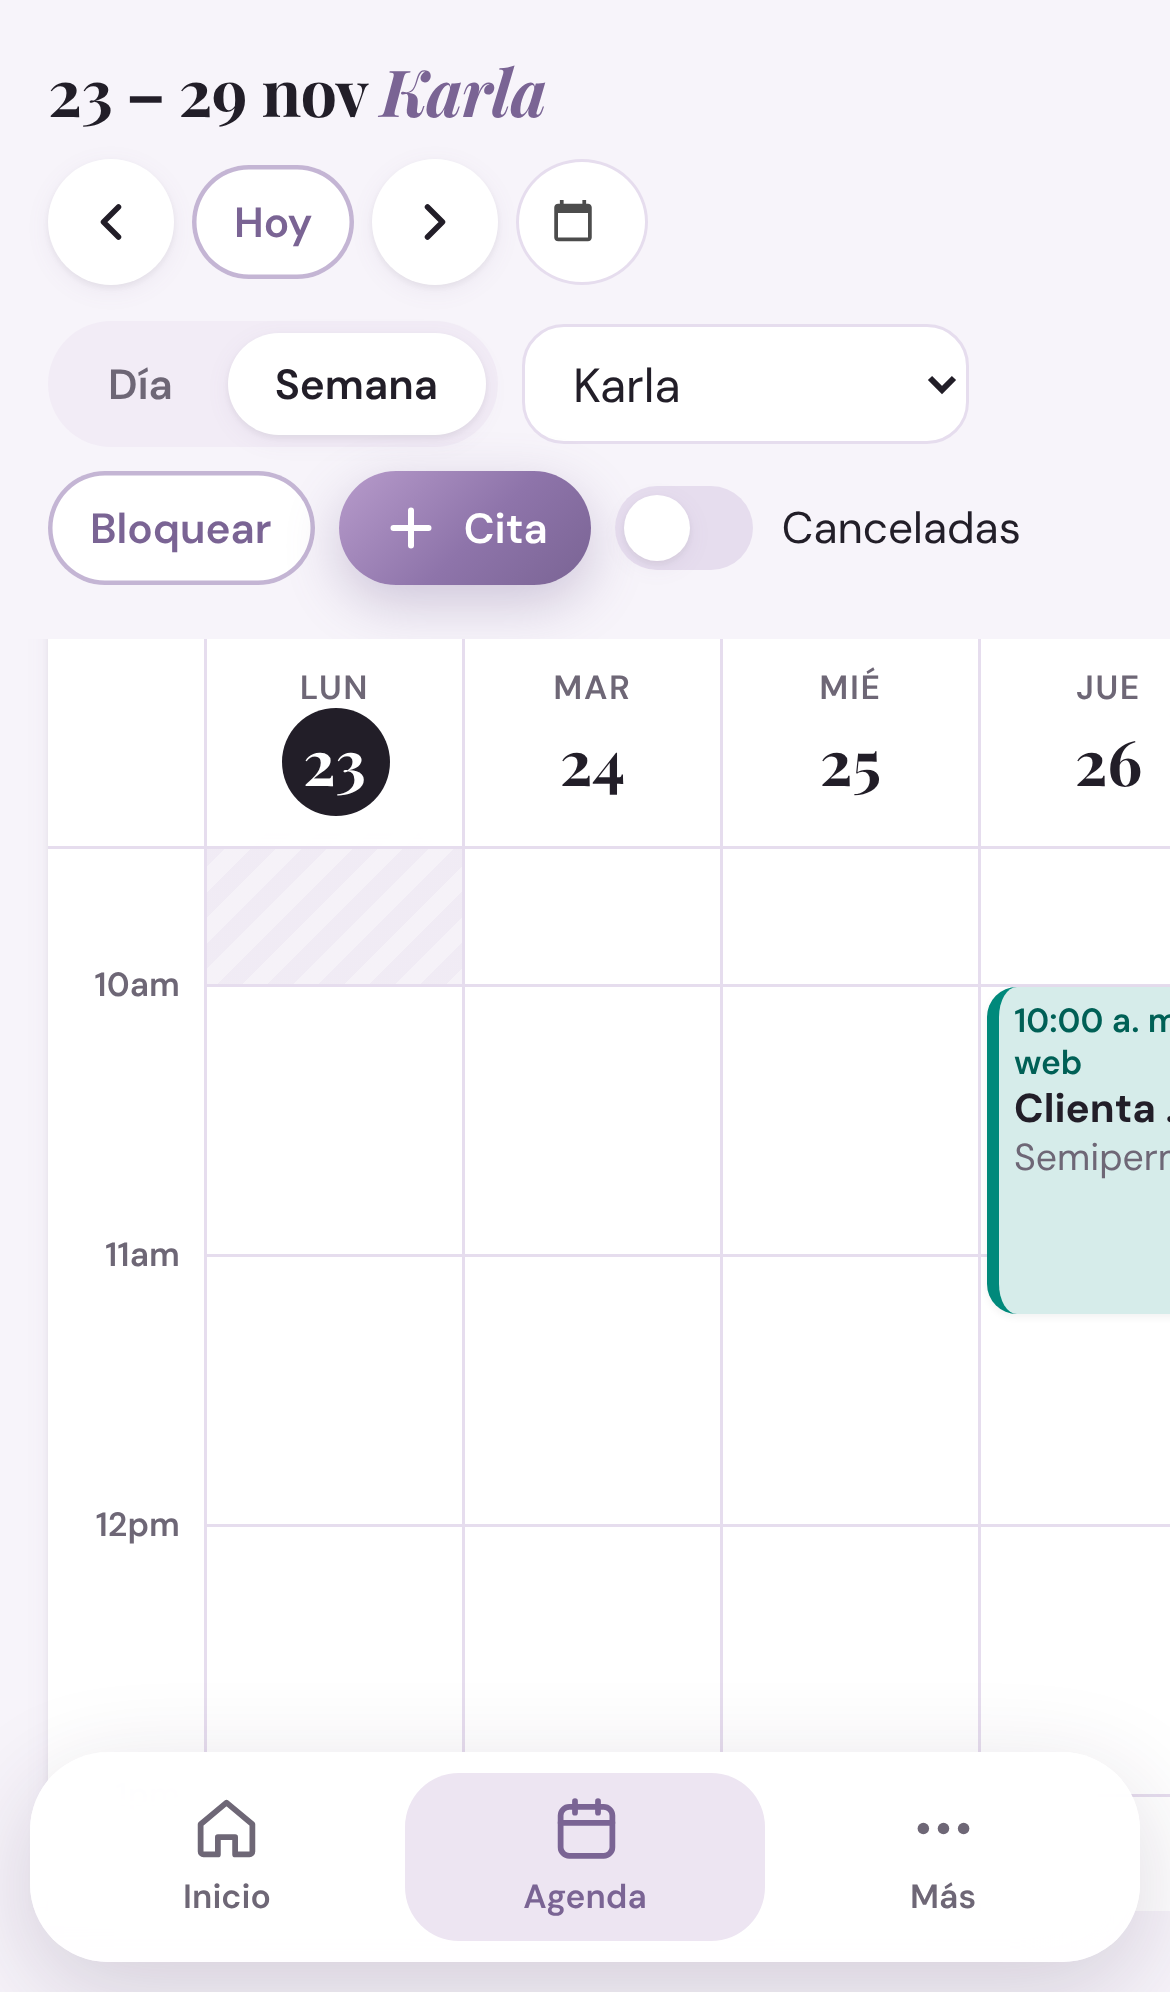 23 – 29 nov Karla
Hoy
Día Semana Karla
Bloquear + Cita Canceladas
LUN MAR MIÉ JUE
23 24 25 26
10am
10:00 a. m
web
Clienta
11am
12pm
Inicio Agenda Más